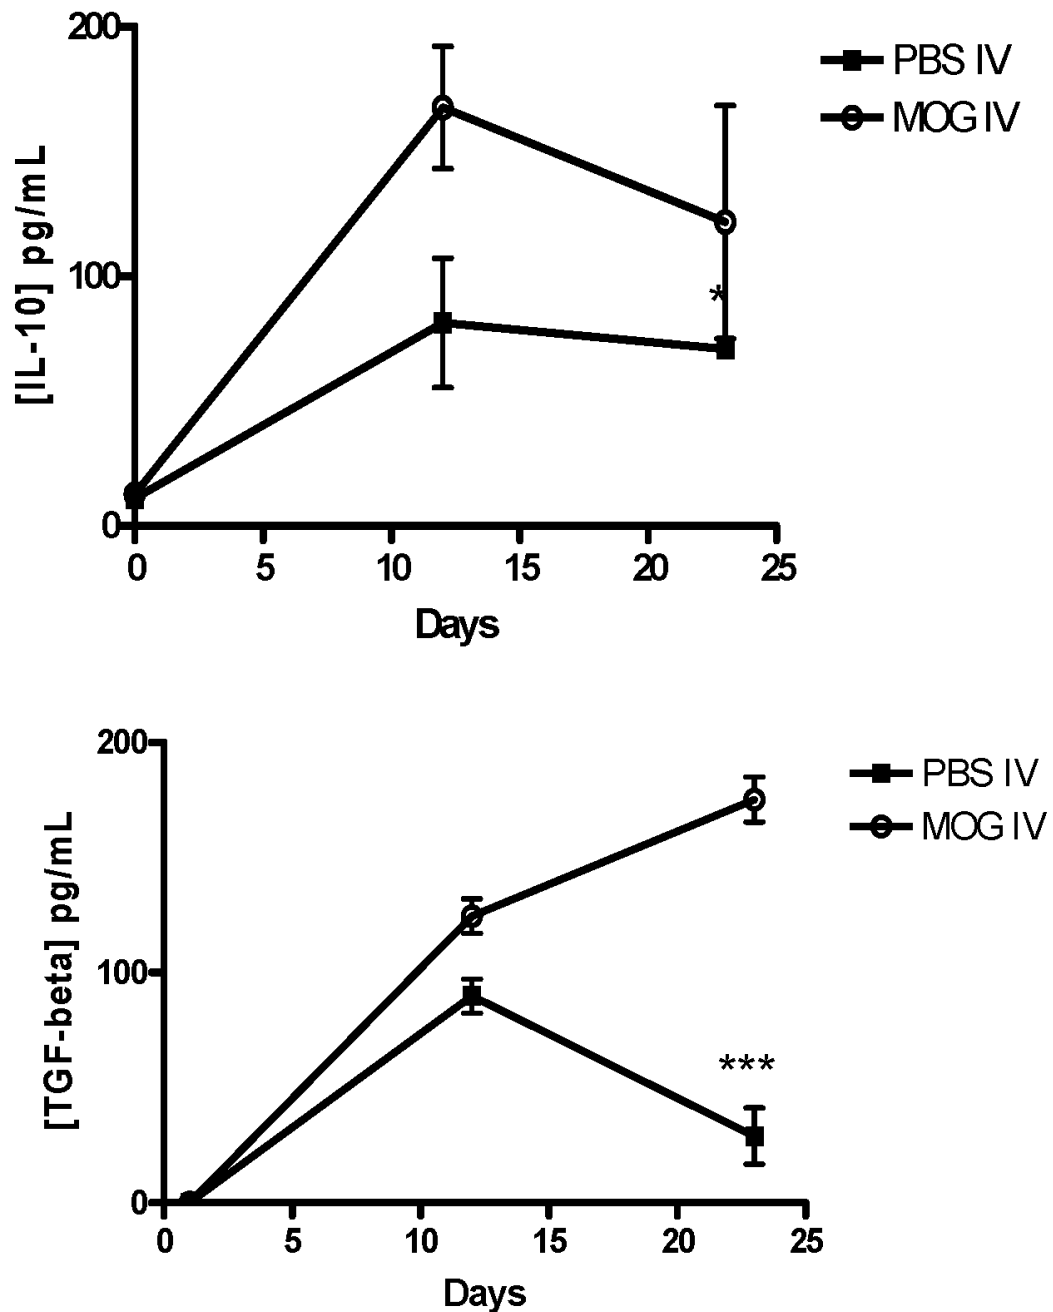 200
PBS IV
MOG IV
[IL-10] pg/mL
100
*
0
0 5 10 15 20 25
Days
200
PBS IV
MOG IV
[TGF-beta] pg/mL
100
***
0
0 5 10 15 20 25
Days